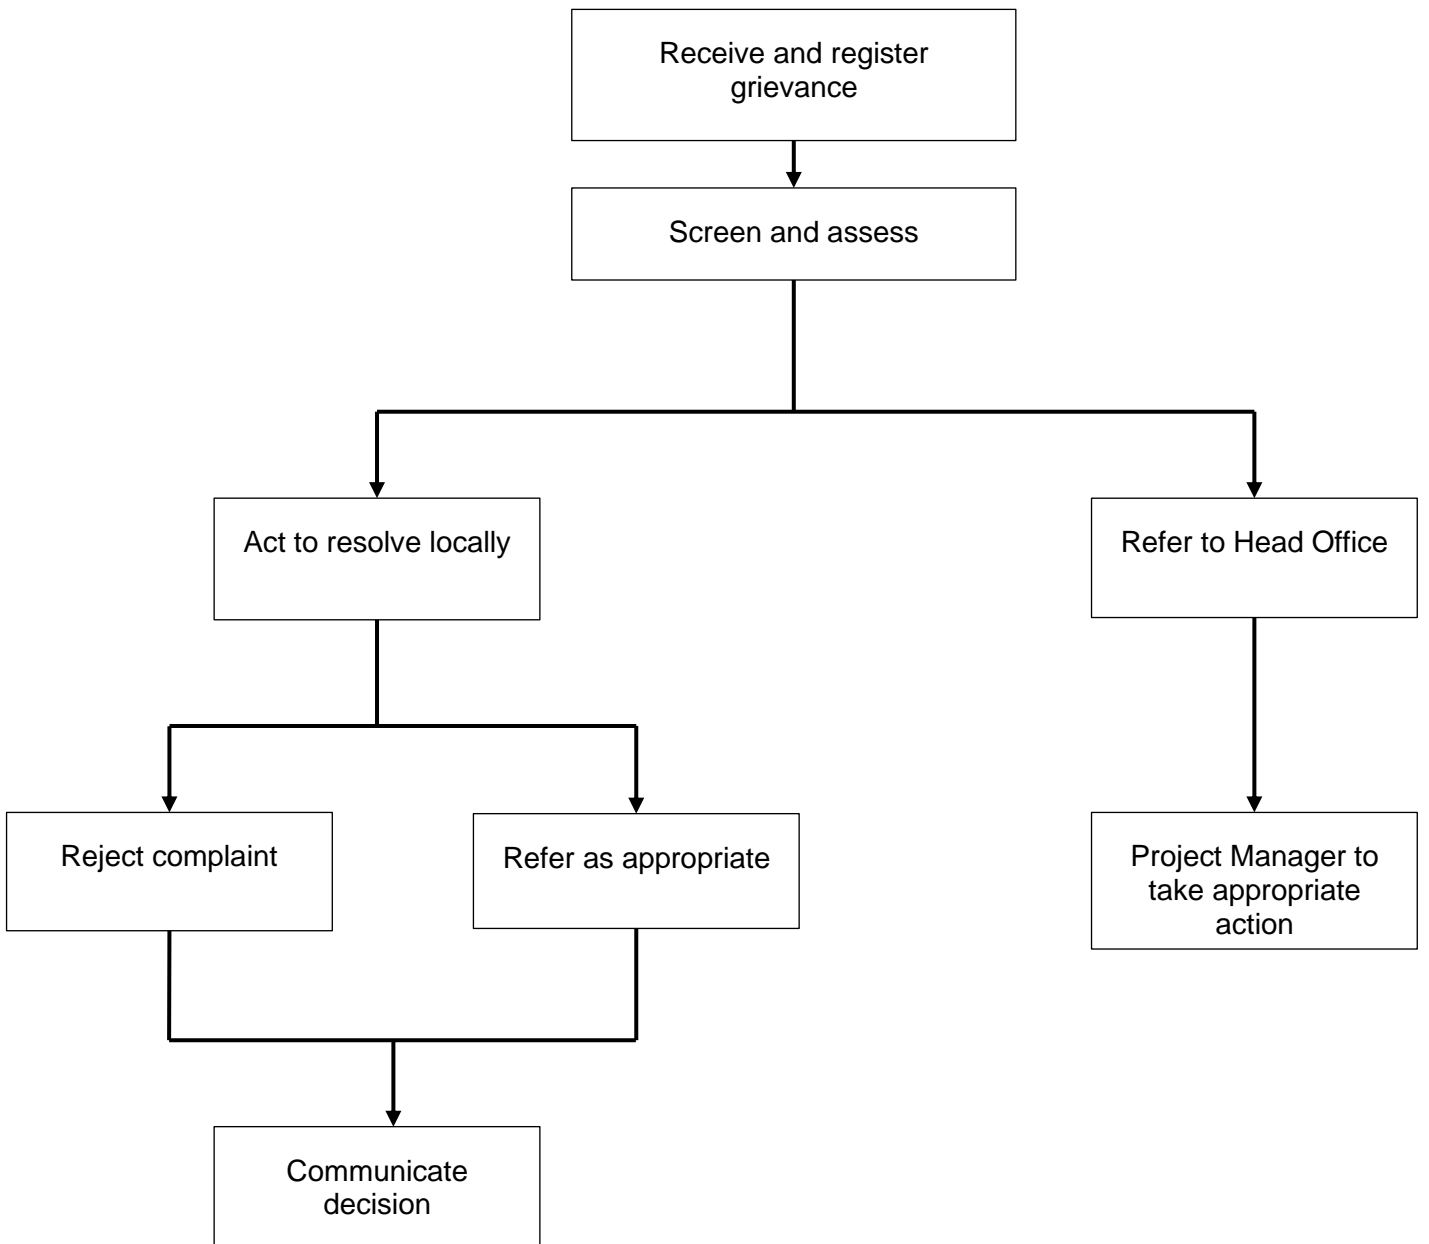 Receive and register
grievance
Screen and assess
Act to resolve locally
Refer to Head Office
Reject complaint
Refer as appropriate
Project Manager to
take appropriate
action
Communicate
decision